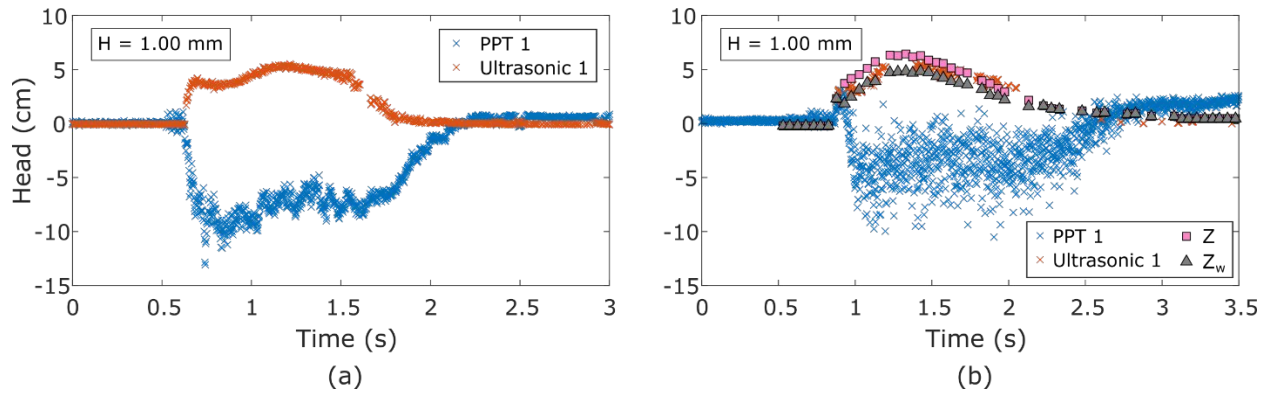 10
5
0
-5
-10
-15
Head (cm)
H = 1.00 mm
PPT 1
Ultrasonic 1
0 0.5 1 1.5 2 2.5 3
Time (s)
(a)
10
5
0
-5
-10
-15
H = 1.00 mm
PPT 1 Z
Ultrasonic 1 Zw
0 0.5 1 1.5 2 2.5 3 3.5
Time (s)
(b)